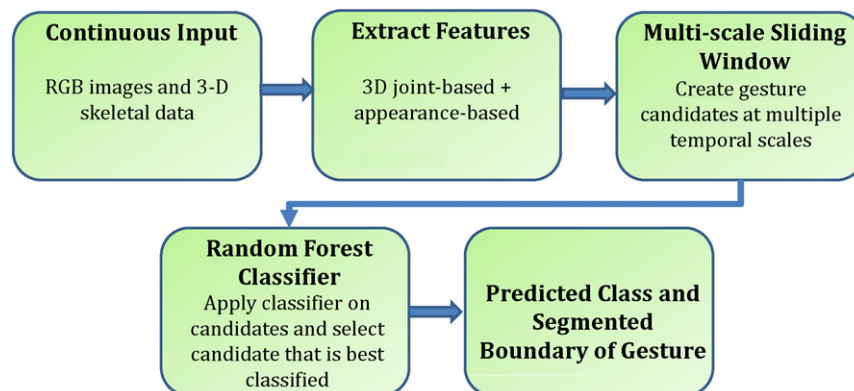 Continuous Input
RGB images and 3-D
skeletal data
Extract Features
3D joint-based +
appearance-based
Multi-scale Sliding
Window
Create gesture
candidates at multiple
temporal scales
Random Forest
Classifier
Apply classifier on
candidates and select
candidate that is best
classified
Predicted Class and
Segmented
Boundary of Gesture